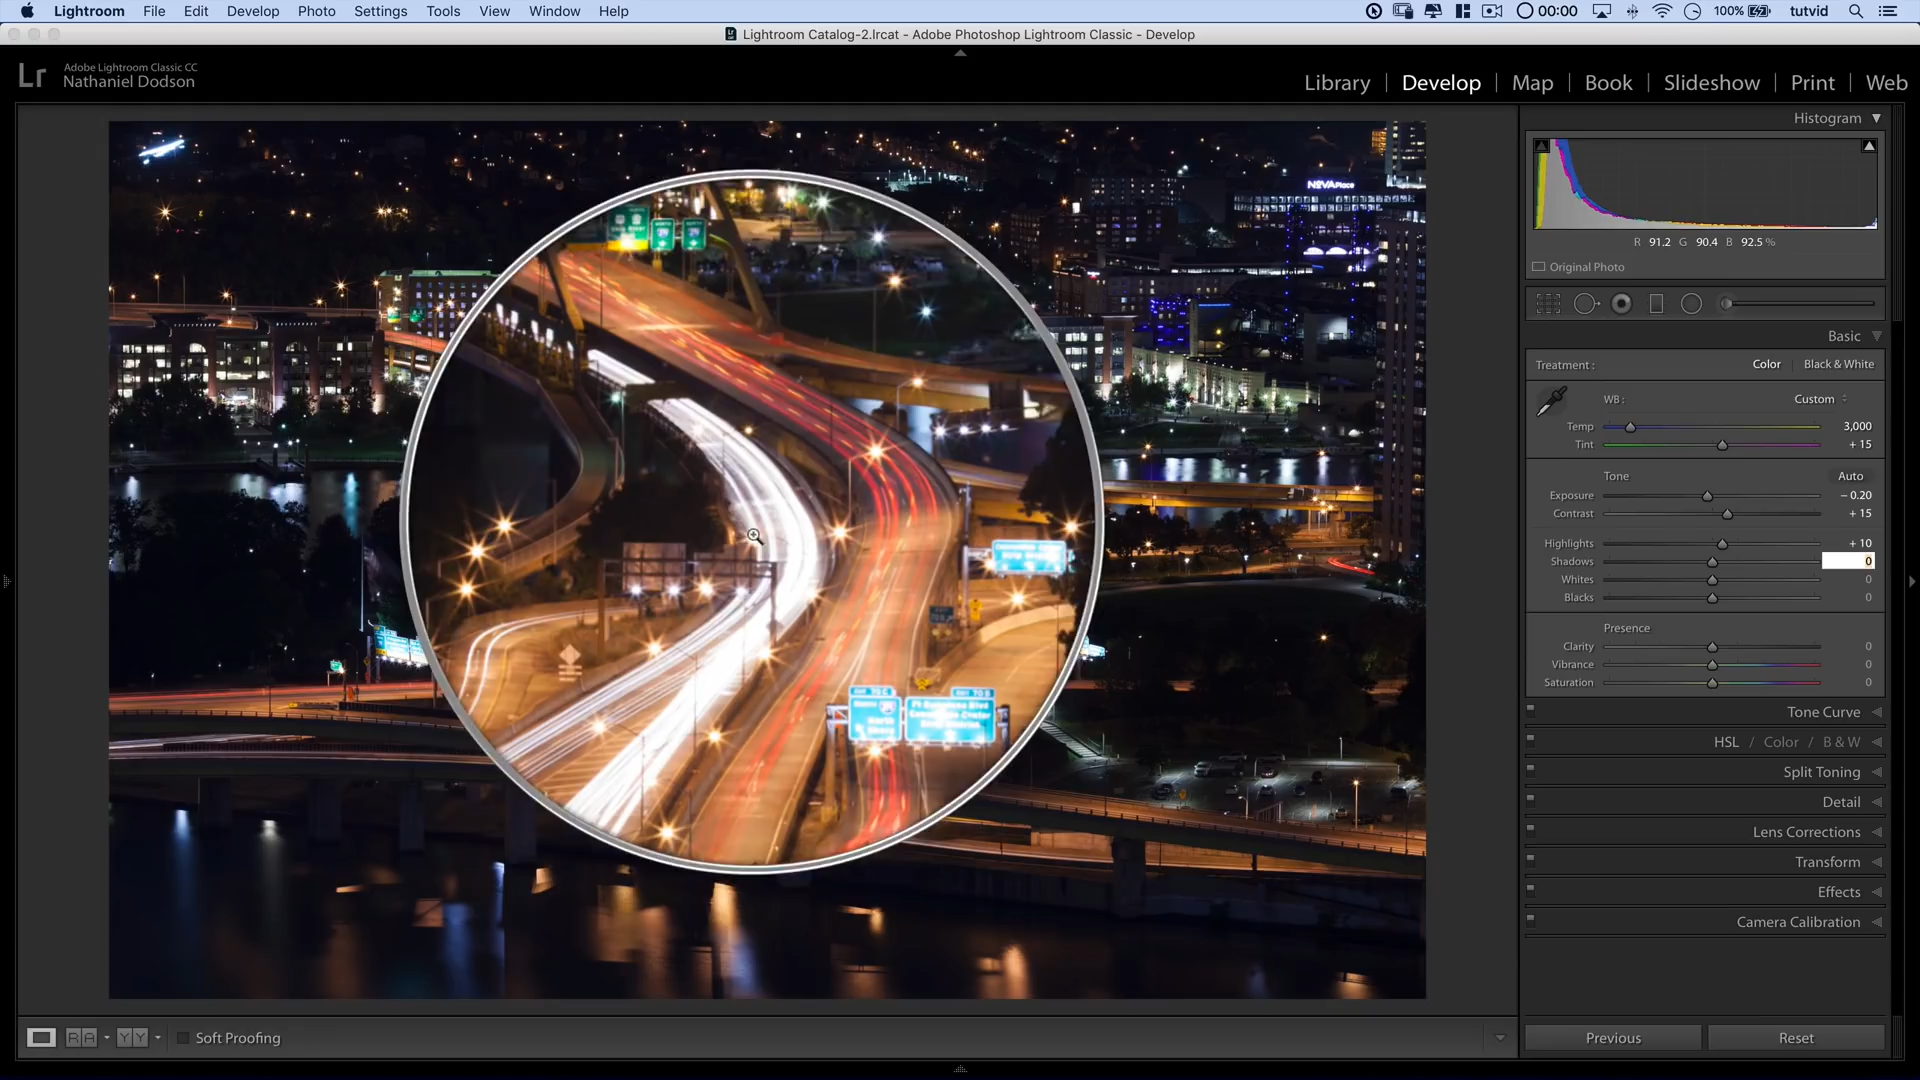 Lightroom File Edit Develop Photo Settings Tools View Window Help 00:00 100% tutvid
Lightroom Catalog-2.lrcat - Adobe Photoshop Lightroom Classic - Develop
Lr Adobe Lightroom Classic CC
Nathaniel Dodson
Library | Develop | Map | Book | Slideshow | Print | Web
Histogram
R 91.2 G 90.4 B 92.5 %
Original Photo
Basic
Treatment : Color | Black & White
WB : Custom
Temp 3,000
Tint + 15
Tone Auto
Exposure − 0.20
Contrast + 15
Highlights + 10
Shadows 0
Whites 0
Blacks 0
Presence
Clarity 0
Vibrance 0
Saturation 0
Tone Curve
HSL / Color / B & W
Split Toning
Detail
Lens Corrections
Transform
Effects
Camera Calibration
Previous Reset
NOVA Place
North
Convention Center
R A Y Y Soft Proofing